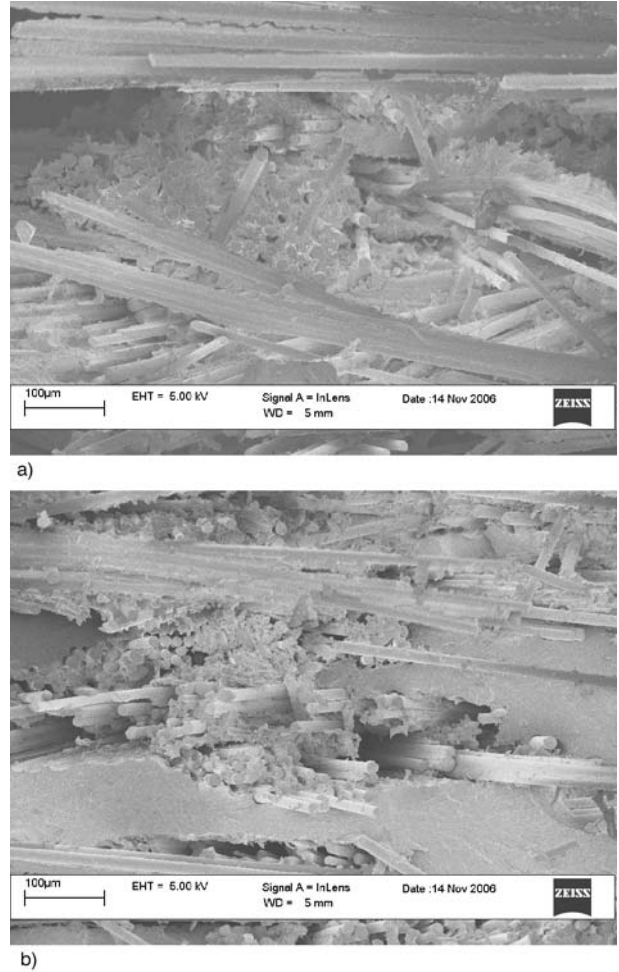 100µm EHT = 5.00 kV Signal A = InLens Date :14 Nov 2006 ZEISS
WD = 5 mm
a)
100µm EHT = 5.00 kV Signal A = InLens Date :14 Nov 2006 ZEISS
WD = 5 mm
b)